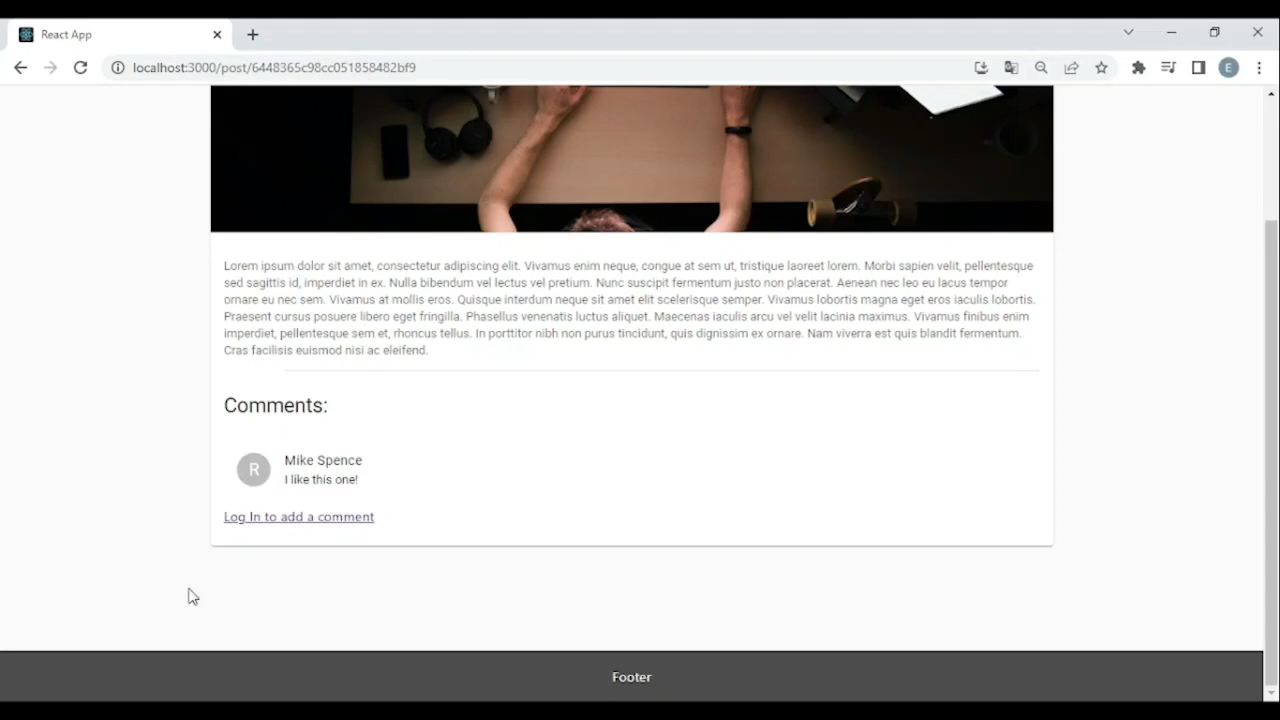 React App
localhost:3000/post/6448365c98cc051858482bf9
E
Lorem ipsum dolor sit amet, consectetur adipiscing elit. Vivamus enim neque, congue at sem ut, tristique laoreet lorem. Morbi sapien velit, pellentesque
sed sagittis id, imperdiet in ex. Nulla bibendum vel lectus vel pretium. Nunc suscipit fermentum justo non placerat. Aenean nec leo eu lacus tempor
ornare eu nec sem. Vivamus at mollis eros. Quisque interdum neque sit amet elit scelerisque semper. Vivamus lobortis magna eget eros iaculis lobortis.
Praesent cursus posuere libero eget fringilla. Phasellus venenatis luctus aliquet. Maecenas iaculis arcu vel velit lacinia maximus. Vivamus finibus enim
imperdiet, pellentesque sem et, rhoncus tellus. In porttitor nibh non purus tincidunt, quis dignissim ex ornare. Nam viverra est quis blandit fermentum.
Cras facilisis euismod nisi ac eleifend.
Comments:
R
Mike Spence
I like this one!
Log In to add a comment
Footer